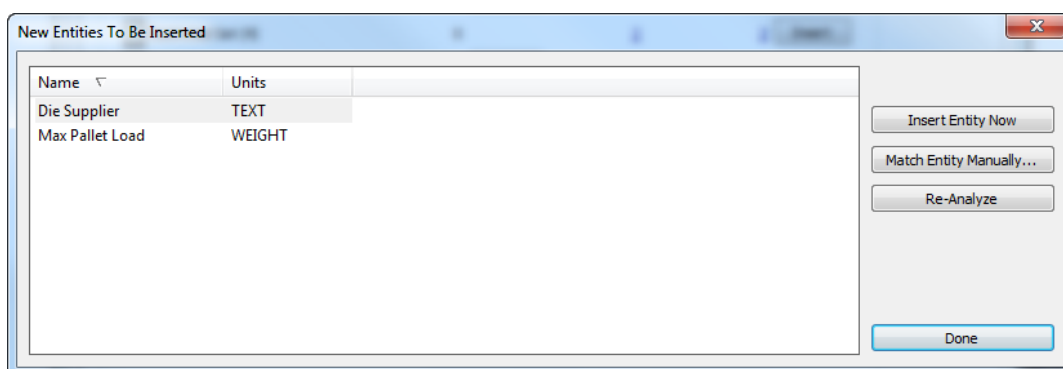 New Entities To Be Inserted
Name Units
Die Supplier TEXT
Max Pallet Load WEIGHT
Insert Entity Now
Match Entity Manually...
Re-Analyze
Done